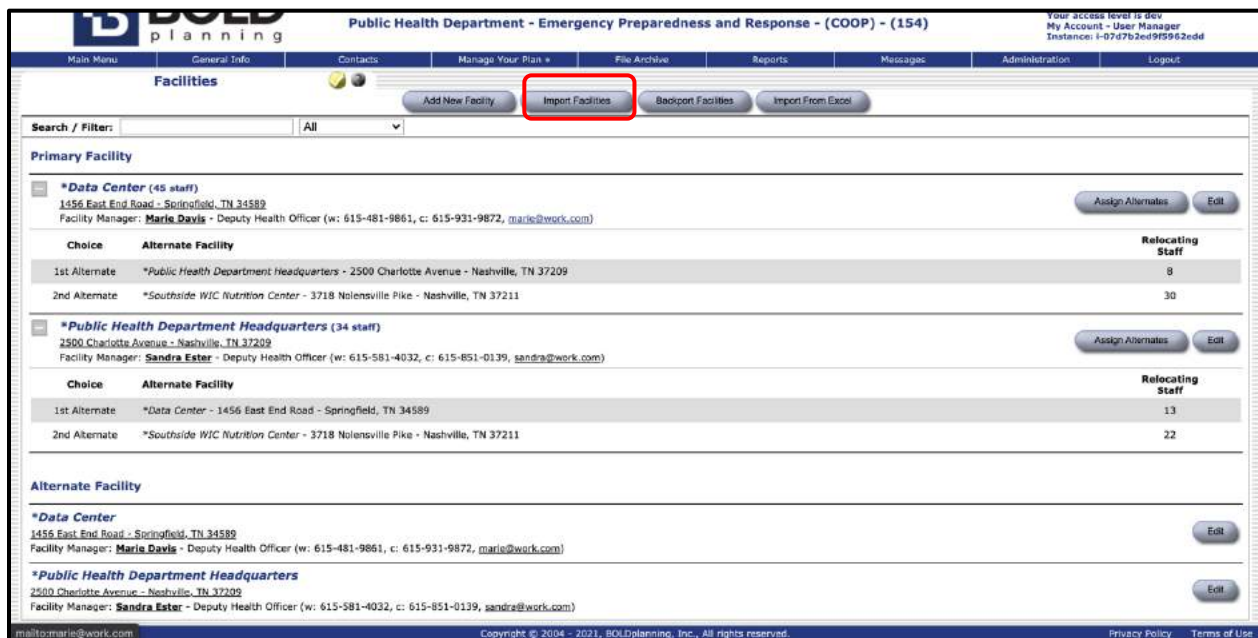 BOLD
planning
Public Health Department - Emergency Preparedness and Response - (COOP) - (154)
Your access level is dev
My Account - User Manager
Instance: i-07d7b2ed9f5962edd
Main Menu General Info Contacts Manage Your Plan » File Archive Reports Messages Administration Logout
Facilities
Add New Facility Import Facilities Backport Facilities Import From Excel
Search / Filter: All
Primary Facility
*Data Center (45 staff)
1456 East End Road - Springfield, TN 34589
Facility Manager: Marie Davis - Deputy Health Officer (w: 615-481-9861, c: 615-931-9872, marie@work.com)
Assign Alternates Edit
Choice Alternate Facility Relocating Staff
1st Alternate *Public Health Department Headquarters - 2500 Charlotte Avenue - Nashville, TN 37209 8
2nd Alternate *Southside WIC Nutrition Center - 3718 Nolensville Pike - Nashville, TN 37211 30
*Public Health Department Headquarters (34 staff)
2500 Charlotte Avenue - Nashville, TN 37209
Facility Manager: Sandra Ester - Deputy Health Officer (w: 615-581-4032, c: 615-851-0139, sandra@work.com)
Assign Alternates Edit
Choice Alternate Facility Relocating Staff
1st Alternate *Data Center - 1456 East End Road - Springfield, TN 34589 13
2nd Alternate *Southside WIC Nutrition Center - 3718 Nolensville Pike - Nashville, TN 37211 22
Alternate Facility
*Data Center
1456 East End Road - Springfield, TN 34589
Facility Manager: Marie Davis - Deputy Health Officer (w: 615-481-9861, c: 615-931-9872, marie@work.com)
Edit
*Public Health Department Headquarters
2500 Charlotte Avenue - Nashville, TN 37209
Facility Manager: Sandra Ester - Deputy Health Officer (w: 615-581-4032, c: 615-851-0139, sandra@work.com)
Edit
mailto:marie@work.com Copyright © 2004 - 2021, BOLDplanning, Inc., All rights reserved. Privacy Policy Terms of Use